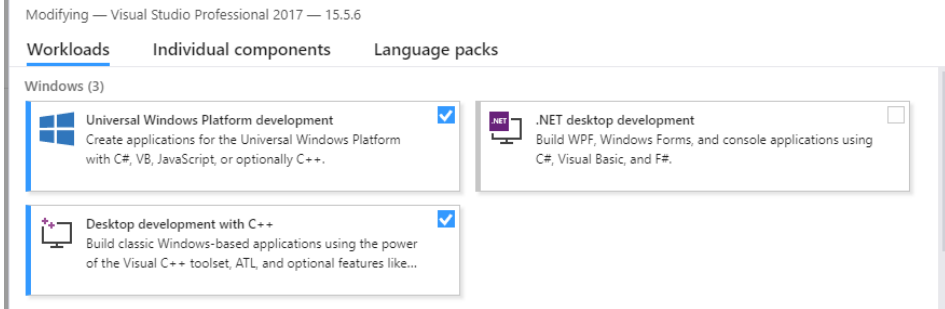 Modifying — Visual Studio Professional 2017 — 15.5.6
Workloads Individual components Language packs
Windows (3)
Universal Windows Platform development
Create applications for the Universal Windows Platform
with C#, VB, JavaScript, or optionally C++.
.NET
.NET desktop development
Build WPF, Windows Forms, and console applications using
C#, Visual Basic, and F#.
Desktop development with C++
Build classic Windows-based applications using the power
of the Visual C++ toolset, ATL, and optional features like...